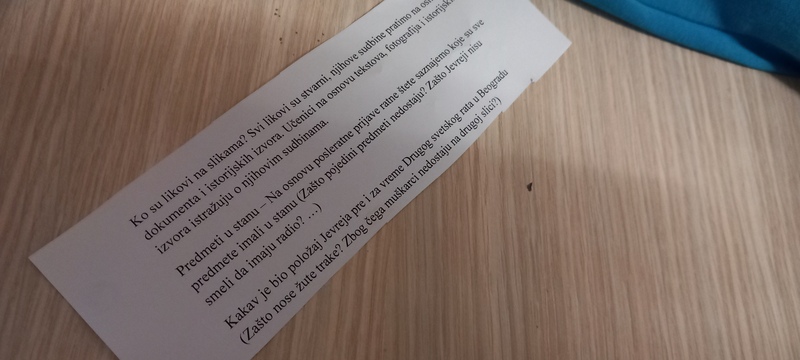 Ko su likovi na slikama? Svi likovi su stvarni, njihove sudbine pratimo na
dokumenta i istorijskih izvora. Učenici na osnovu tekstova, fotografija i istorijskih
izvora istražuju o njihovim sudbinama.
Predmeti u stanu – Na osnovu posleratne prijave ratne štete saznajemo koje su sve
predmete imali u stanu (Zašto pojedini predmeti nedostaju? Zašto Jevreji nisu
smeli da imaju radio? …)
Kakav je bio položaj Jevreja pre i za vreme Drugog svetskog rata u Beogradu
(Zašto nose žute trake? Zbog čega muškarci nedostaju na drugoj slici?)